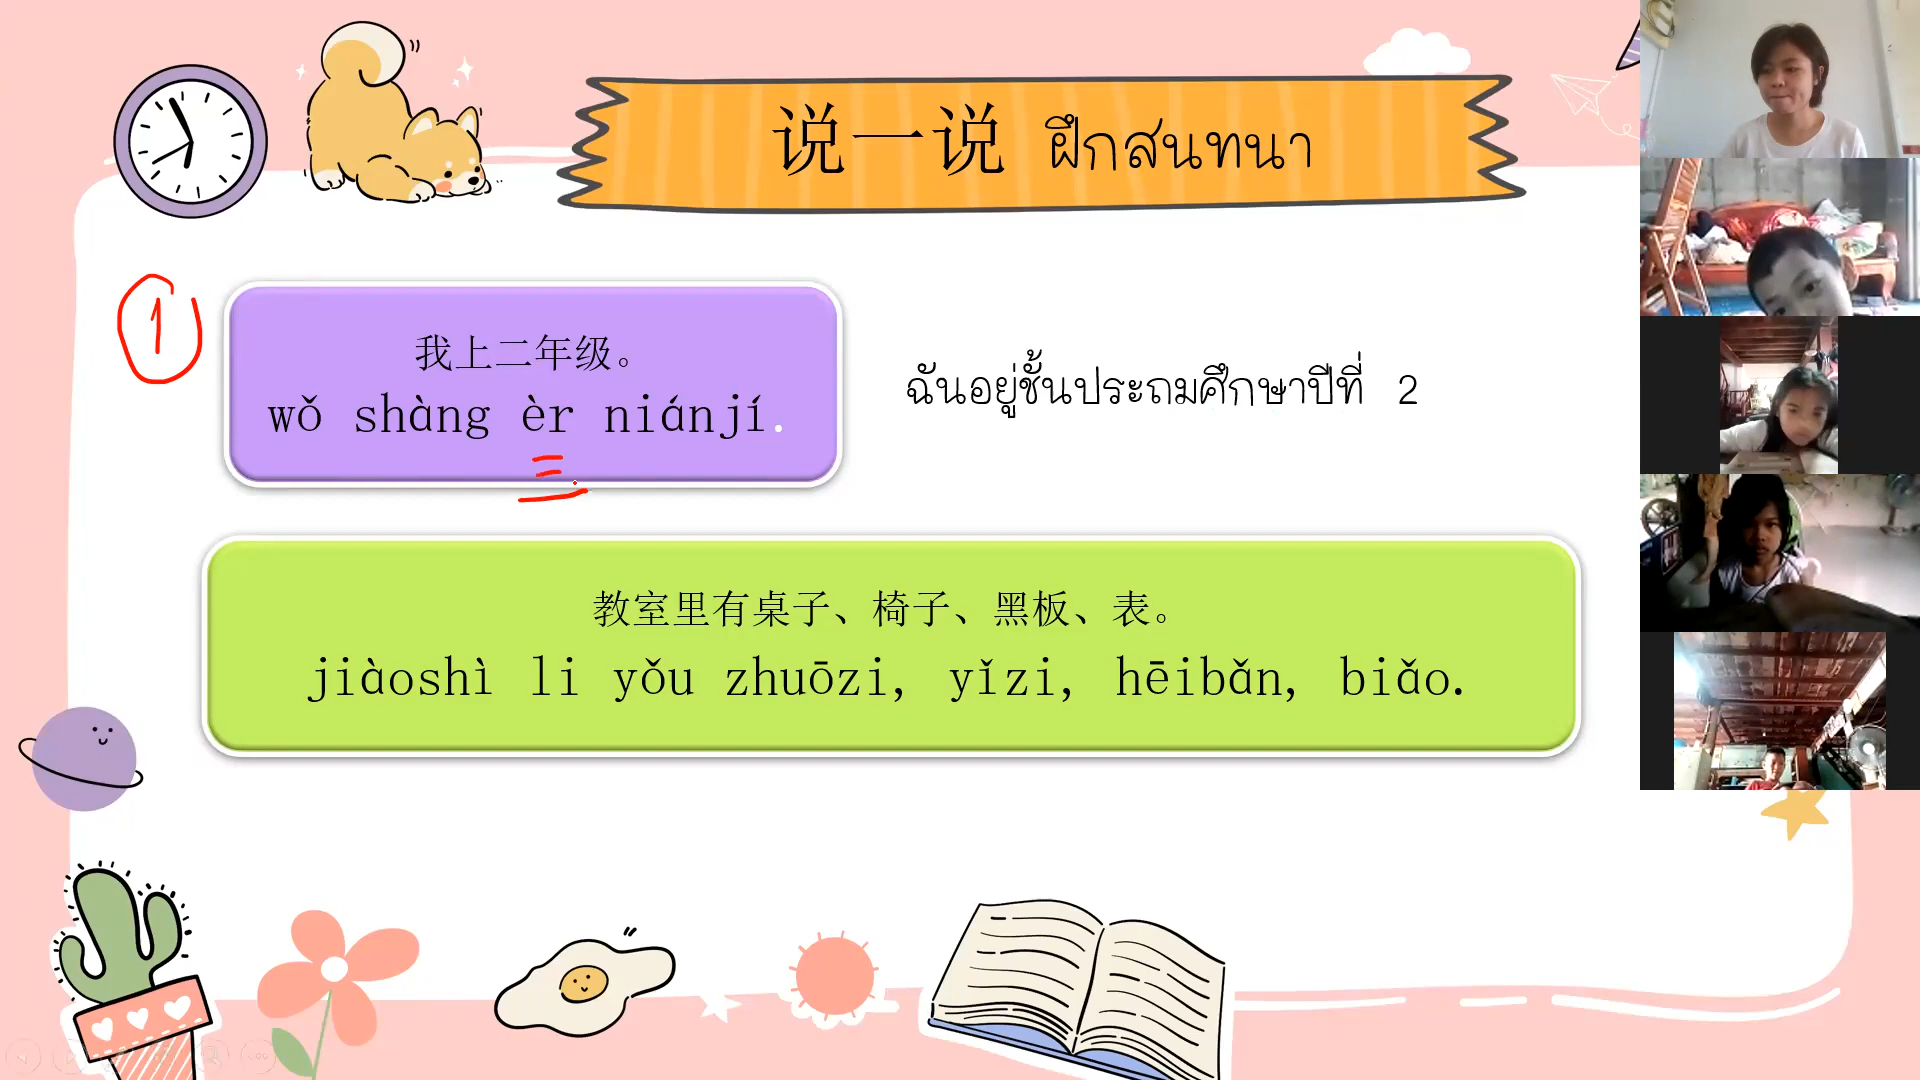 说一说 ฝึกสนทนา
1
我上二年级。
wǒ shàng èr niánjí.
三
ฉันอยู่ชั้นประถมศึกษาปีที่ 2
教室里有桌子、椅子、黑板、表。
jiàoshì li yǒu zhuōzi, yǐzi, hēibǎn, biǎo.